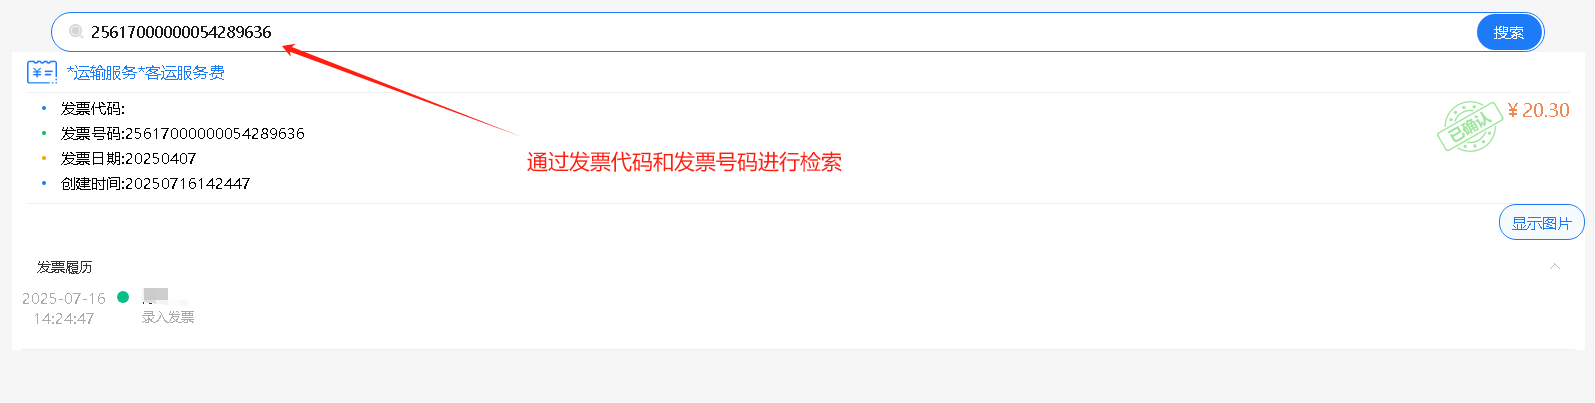 25617000000054289636
搜索
*运输服务*客运服务费
发票代码:
¥20.30
已确认
发票号码:25617000000054289636
发票日期:20250407
通过发票代码和发票号码进行检索
创建时间:20250716142447
显示图片
发票履历
2025-07-16
14:24:47
录入发票